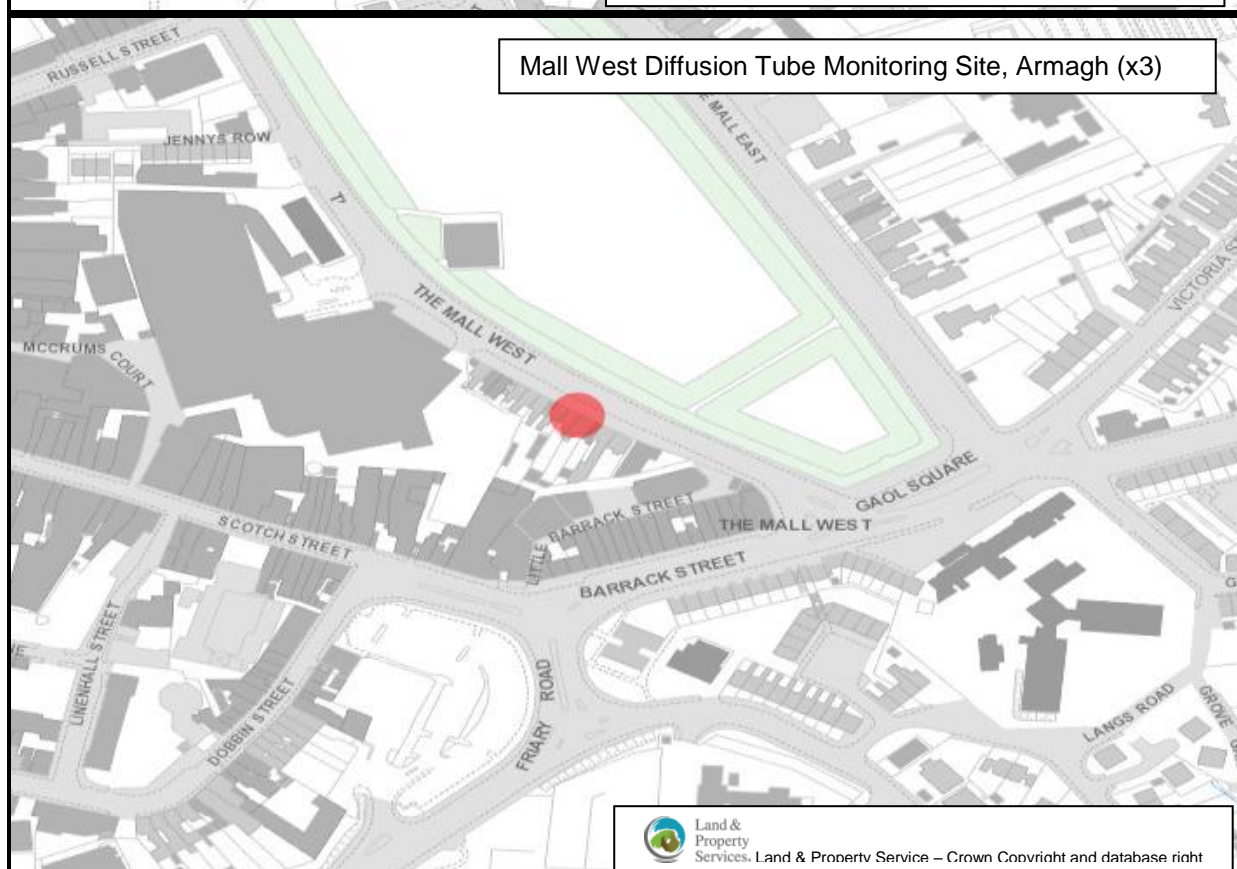 Mall West Diffusion Tube Monitoring Site, Armagh (x3)
RUSSELL STREET
JENNYS ROW
MALL EAST
VICTORIA
THE MALL WEST
MCCRUMS COURT
GAOL SQUARE
SCOTCH STREET
LITTLE BARRACK STREET
THE MALL WEST
BARRACK STREET
LINENHALL STREET
DOBBIN STREET
FRIARY ROAD
LANGS ROAD
GROVE
Land &
Property
Services. Land & Property Service – Crown Copyright and database right